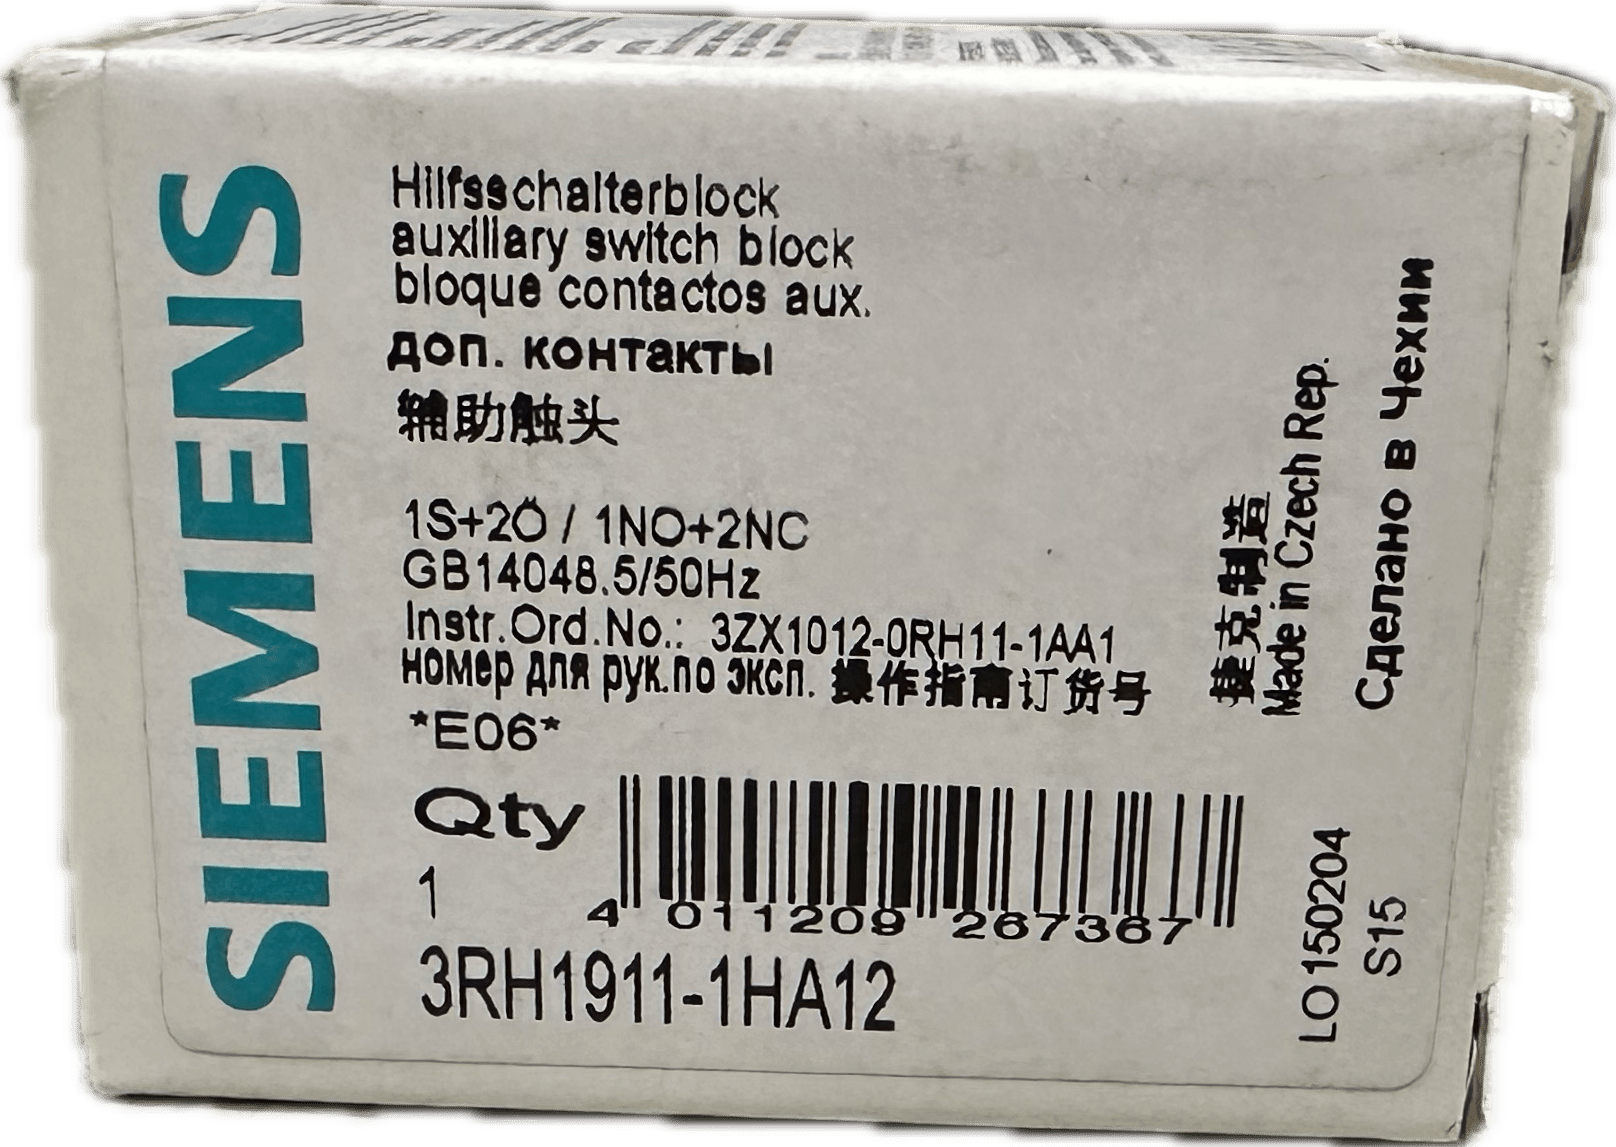 SIEMENS
Hilfsschalterblock
auxiliary switch block
bloque contactos aux.
доп. контакты
辅助触头
1S+2Ö / 1NO+2NC
GB14048.5/50Hz
Instr.Ord.No.: 3ZX1012-0RH11-1AA1
номер для рук.по эксп. 操作指南订货号
*E06*
Qty
1
4 011209 267367
3RH1911-1HA12
捷克制造
Made in Czech Rep.
Сделано в Чехии
LO 150204
S15